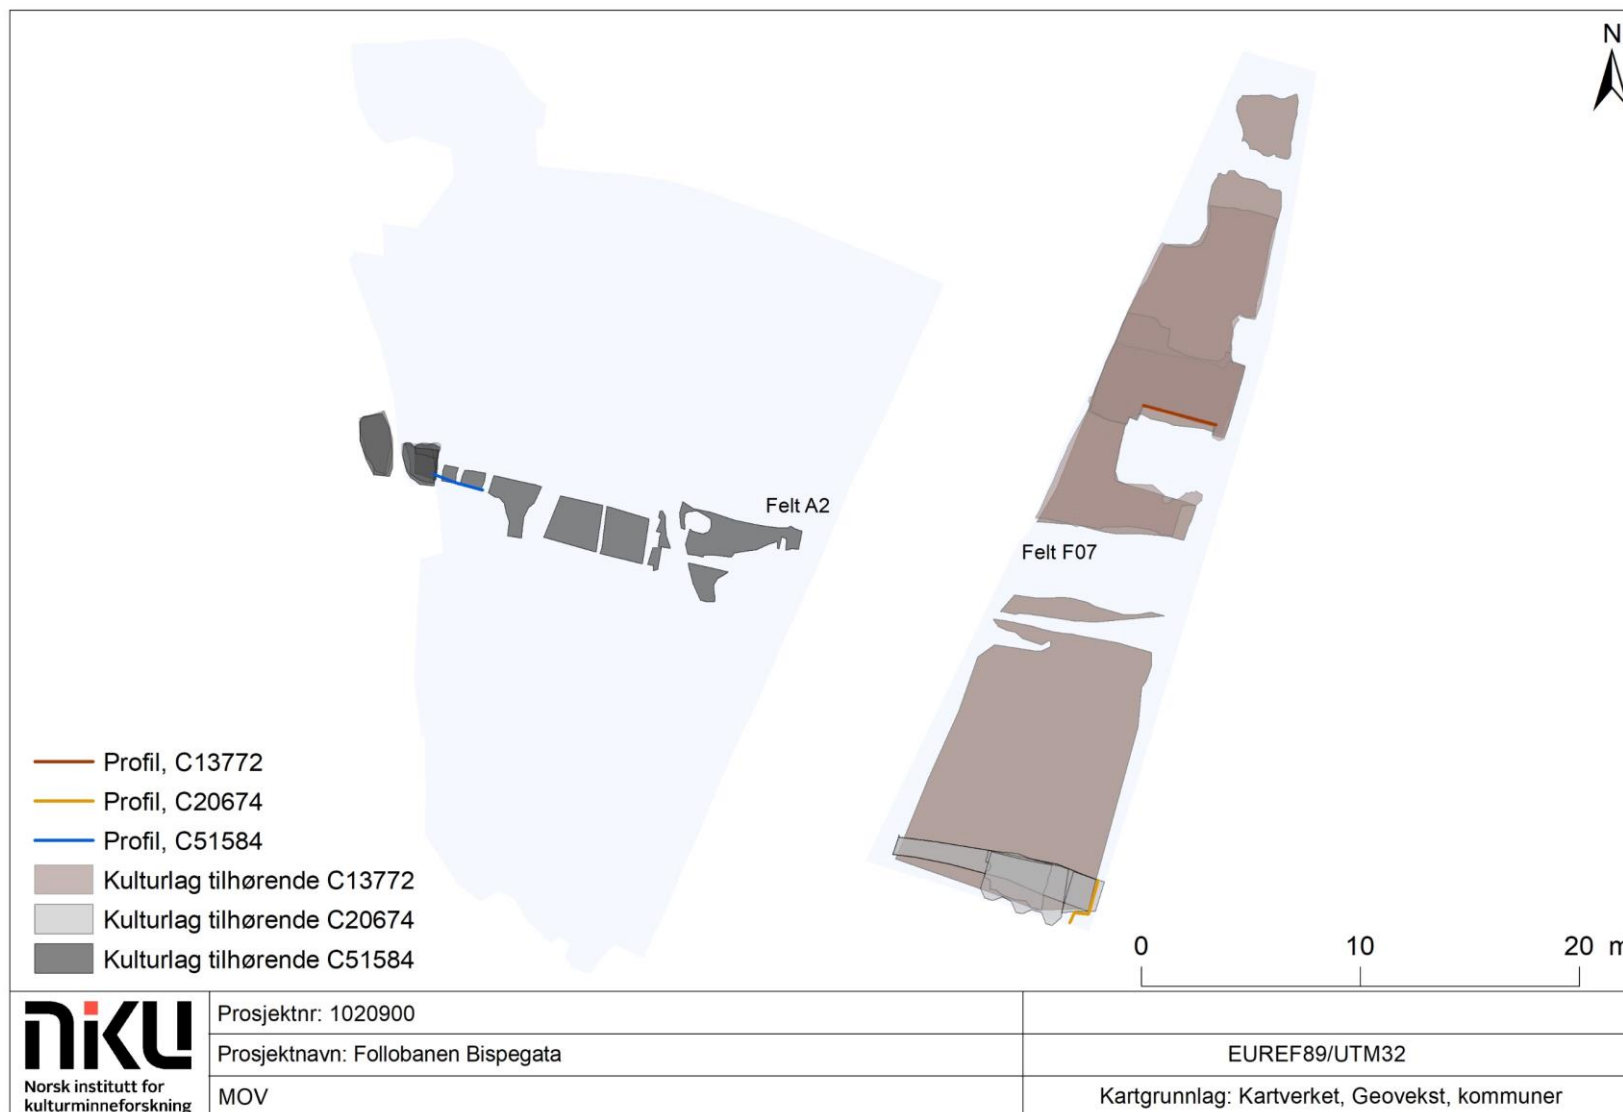 N
Felt A2
Felt F07
Profil, C13772
Profil, C20674
Profil, C51584
Kulturlag tilhørende C13772
Kulturlag tilhørende C20674
Kulturlag tilhørende C51584
0 10 20 m
NIKU
Norsk institutt for
kulturminneforskning
Prosjektnr: 1020900
Prosjektnavn: Follobanen Bispegata
EUREF89/UTM32
MOV
Kartgrunnlag: Kartverket, Geovekst, kommuner